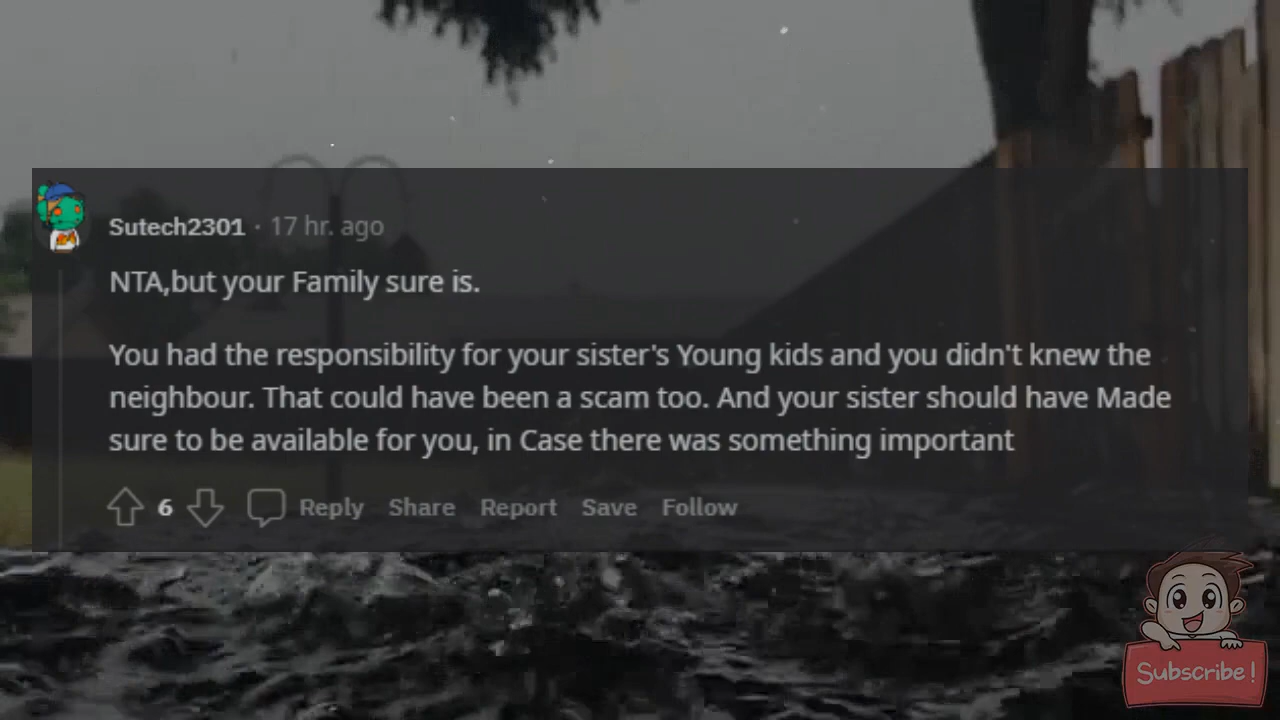 Sutech2301 · 17 hr. ago
NTA,but your Family sure is.
You had the responsibility for your sister's Young kids and you didn't knew the
neighbour. That could have been a scam too. And your sister should have Made
sure to be available for you, in Case there was something important
6 Reply Share Report Save Follow
Subscribe!